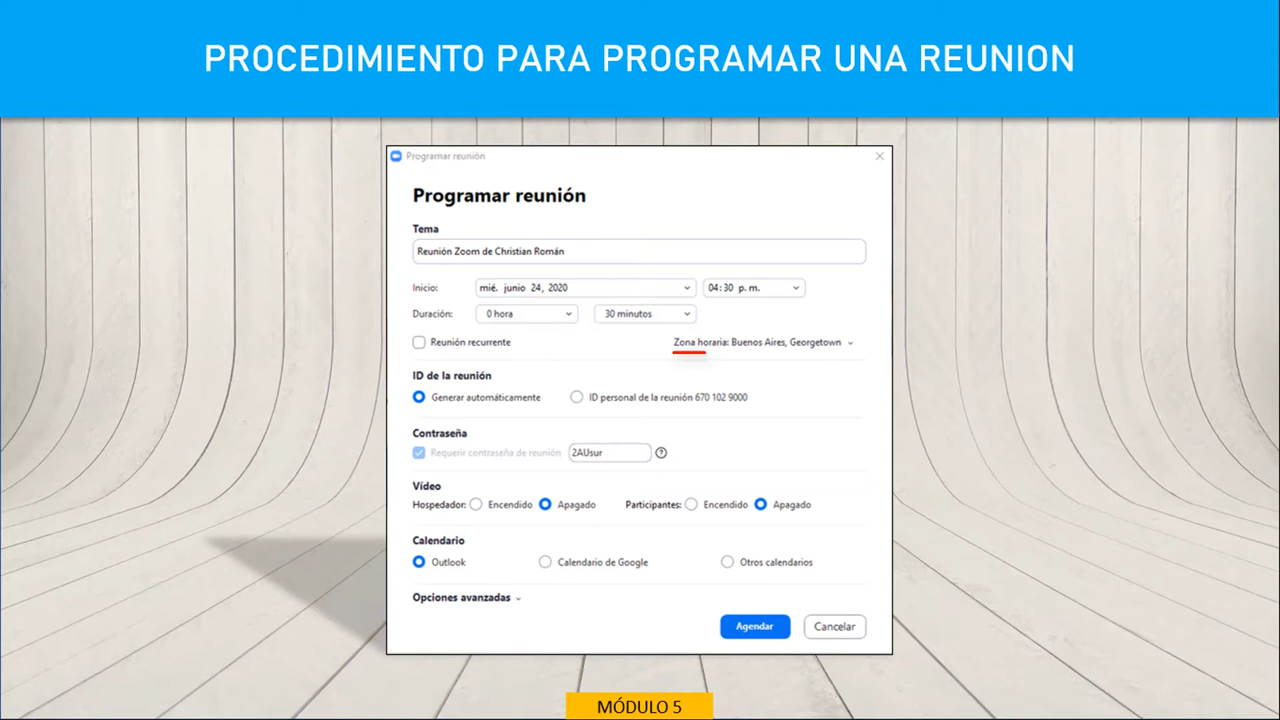 PROCEDIMIENTO PARA PROGRAMAR UNA REUNION
Programar reunión
Programar reunión
Tema
Reunión Zoom de Christian Román
Inicio: mié. junio 24, 2020 04:30 p. m.
Duración: 0 hora 30 minutos
Reunión recurrente Zona horaria: Buenos Aires, Georgetown
ID de la reunión
Generar automáticamente ID personal de la reunión 670 102 9000
Contraseña
Requerir contraseña de reunión 2AUsur
Vídeo
Hospedador: Encendido Apagado Participantes: Encendido Apagado
Calendario
Outlook Calendario de Google Otros calendarios
Opciones avanzadas
Agendar Cancelar
MÓDULO 5